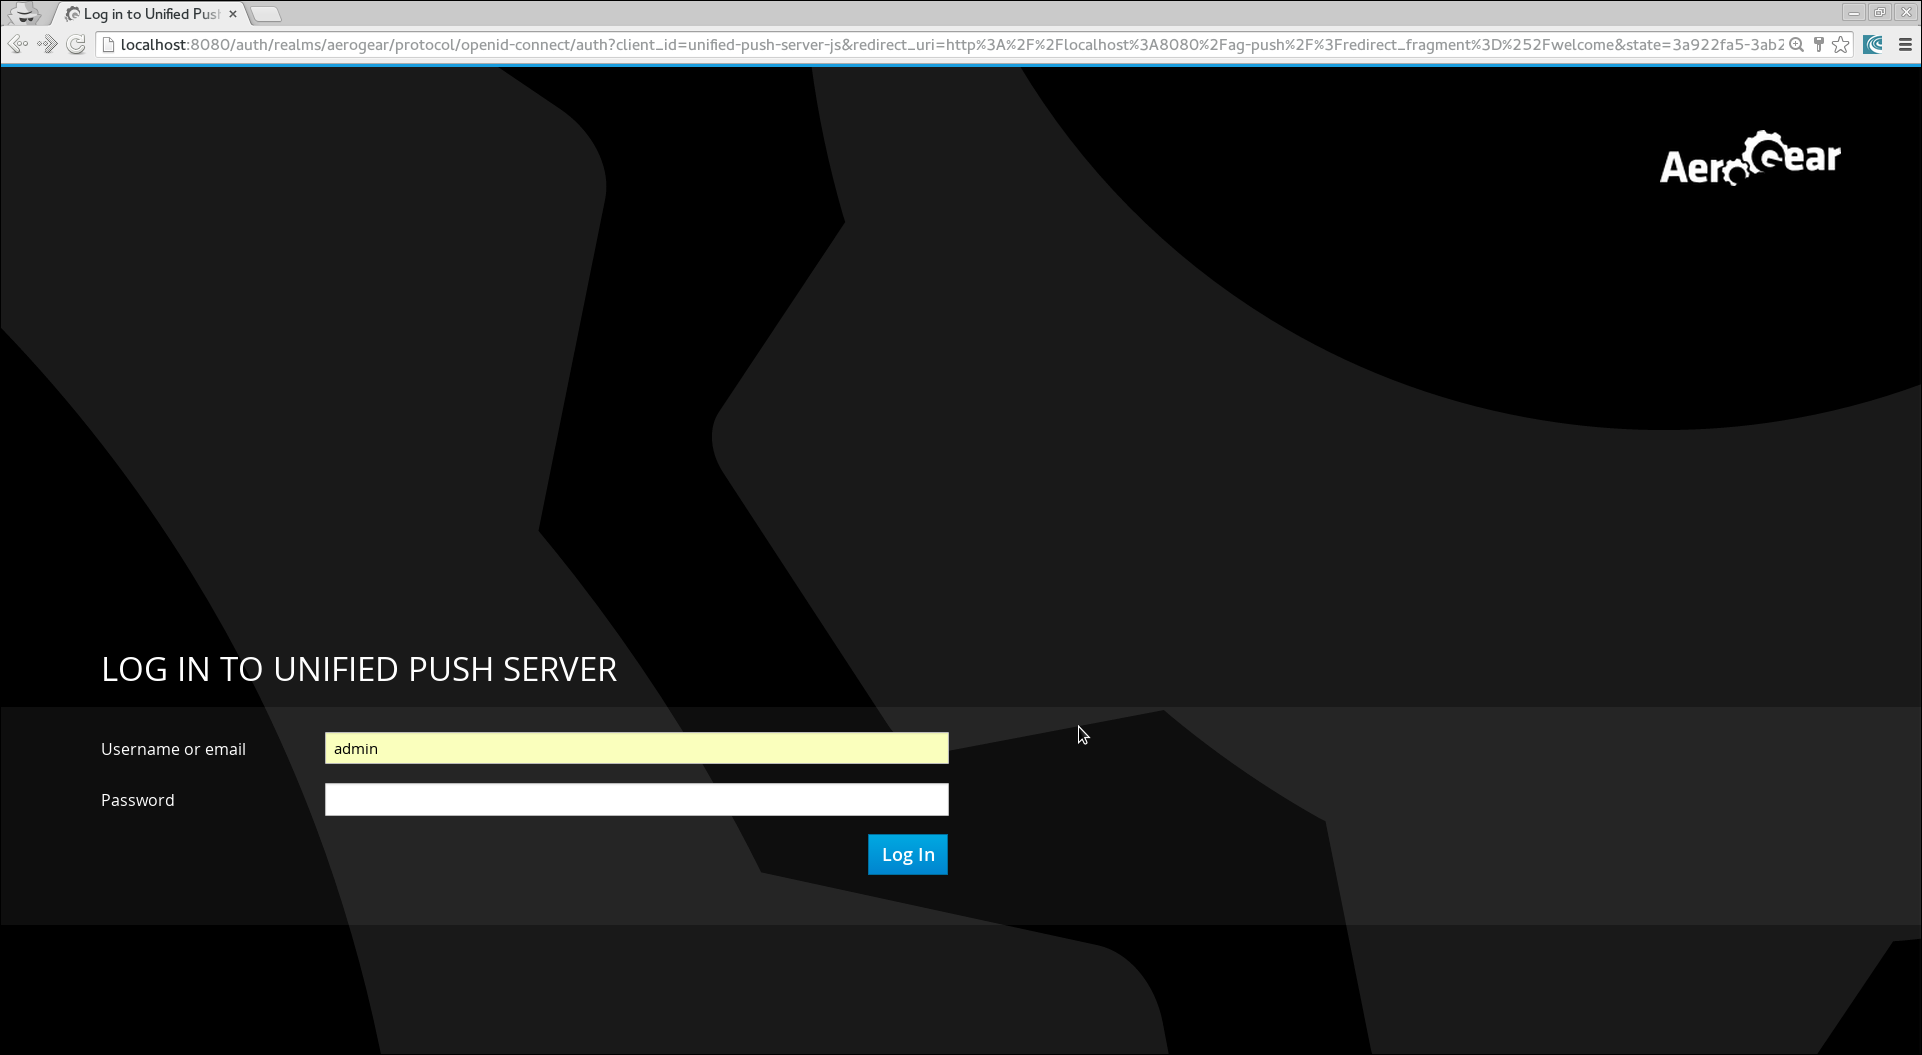 Log in to Unified Pus
localhost:8080/auth/realms/aerogear/protocol/openid-connect/auth?client_id=unified-push-server-js&redirect_uri=http%3A%2F%2Flocalhost%3A8080%2Fag-push%2F%3Fredirect_fragment%3D%252Fwelcome&state=3a922fa5-3ab2
AeroGear
LOG IN TO UNIFIED PUSH SERVER
Username or email
admin
Password
Log In